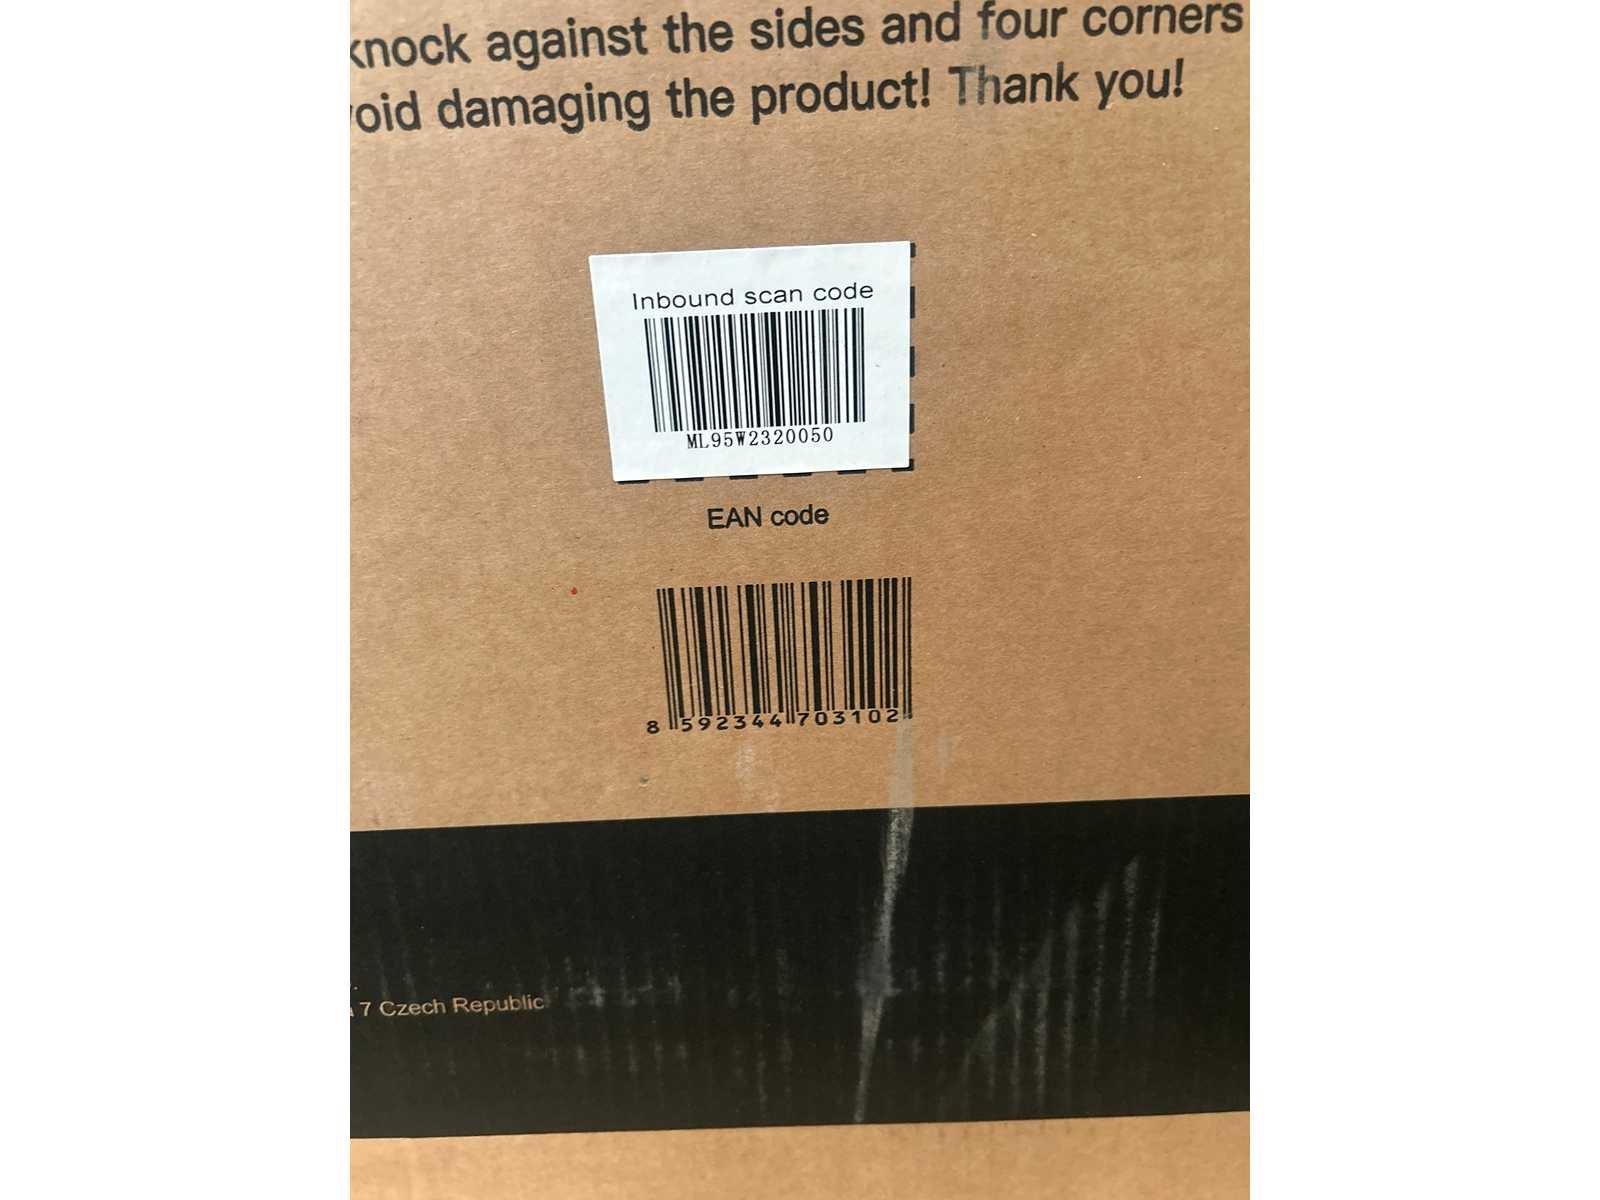 knock against the sides and four corners
void damaging the product! Thank you!
Inbound scan code
ML95W2320050
EAN code
8 592344 703102
7 Czech Republic